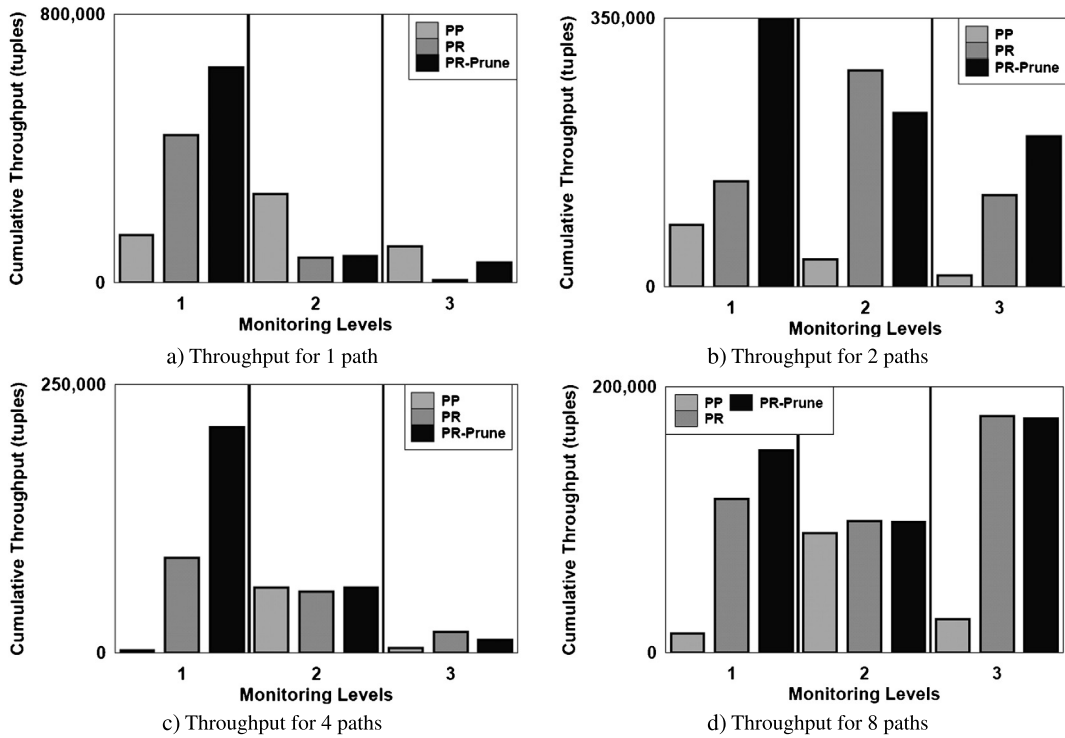 800,000
Cumulative Throughput (tuples)
PP
PR
PR-Prune
0
1 2 3
Monitoring Levels
a) Throughput for 1 path
350,000
Cumulative Throughput (tuples)
PP
PR
PR-Prune
0
1 2 3
Monitoring Levels
b) Throughput for 2 paths
250,000
Cumulative Throughput (tuples)
PP
PR
PR-Prune
0
1 2 3
Monitoring Levels
c) Throughput for 4 paths
200,000
Cumulative Throughput (tuples)
PP PR-Prune
PR
0
1 2 3
Monitoring Levels
d) Throughput for 8 paths